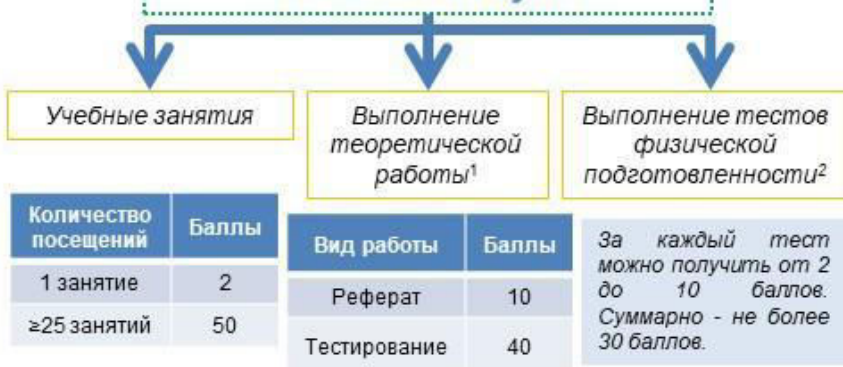 Учебные занятия
Выполнение
теоретической
работы¹
Выполнение тестов
физической
подготовленности²
Количество
посещений
Баллы
1 занятие
2
≥25 занятий
50
Вид работы
Баллы
Реферат
10
Тестирование
40
За каждый тест
можно получить от 2
до 10 баллов.
Суммарно - не более
30 баллов.